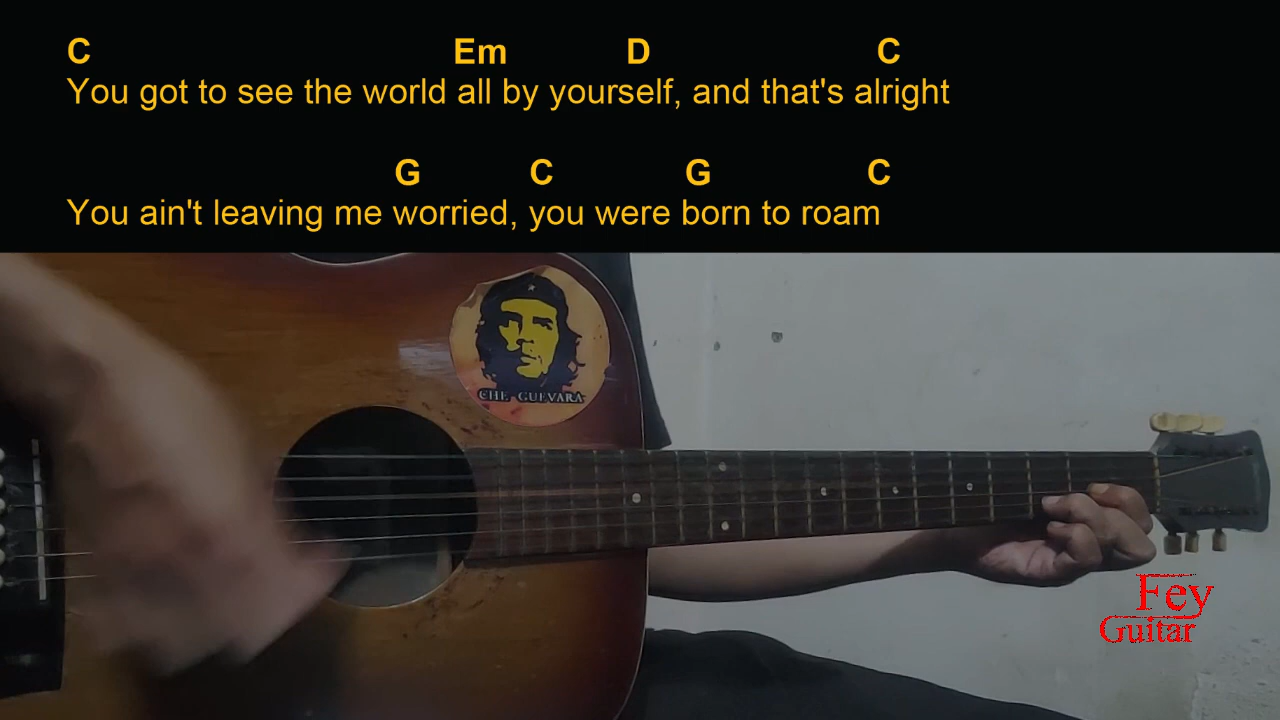 C Em D C
You got to see the world all by yourself, and that's alright
G C G C
You ain't leaving me worried, you were born to roam
CHE GUEVARA
Fey
Guitar